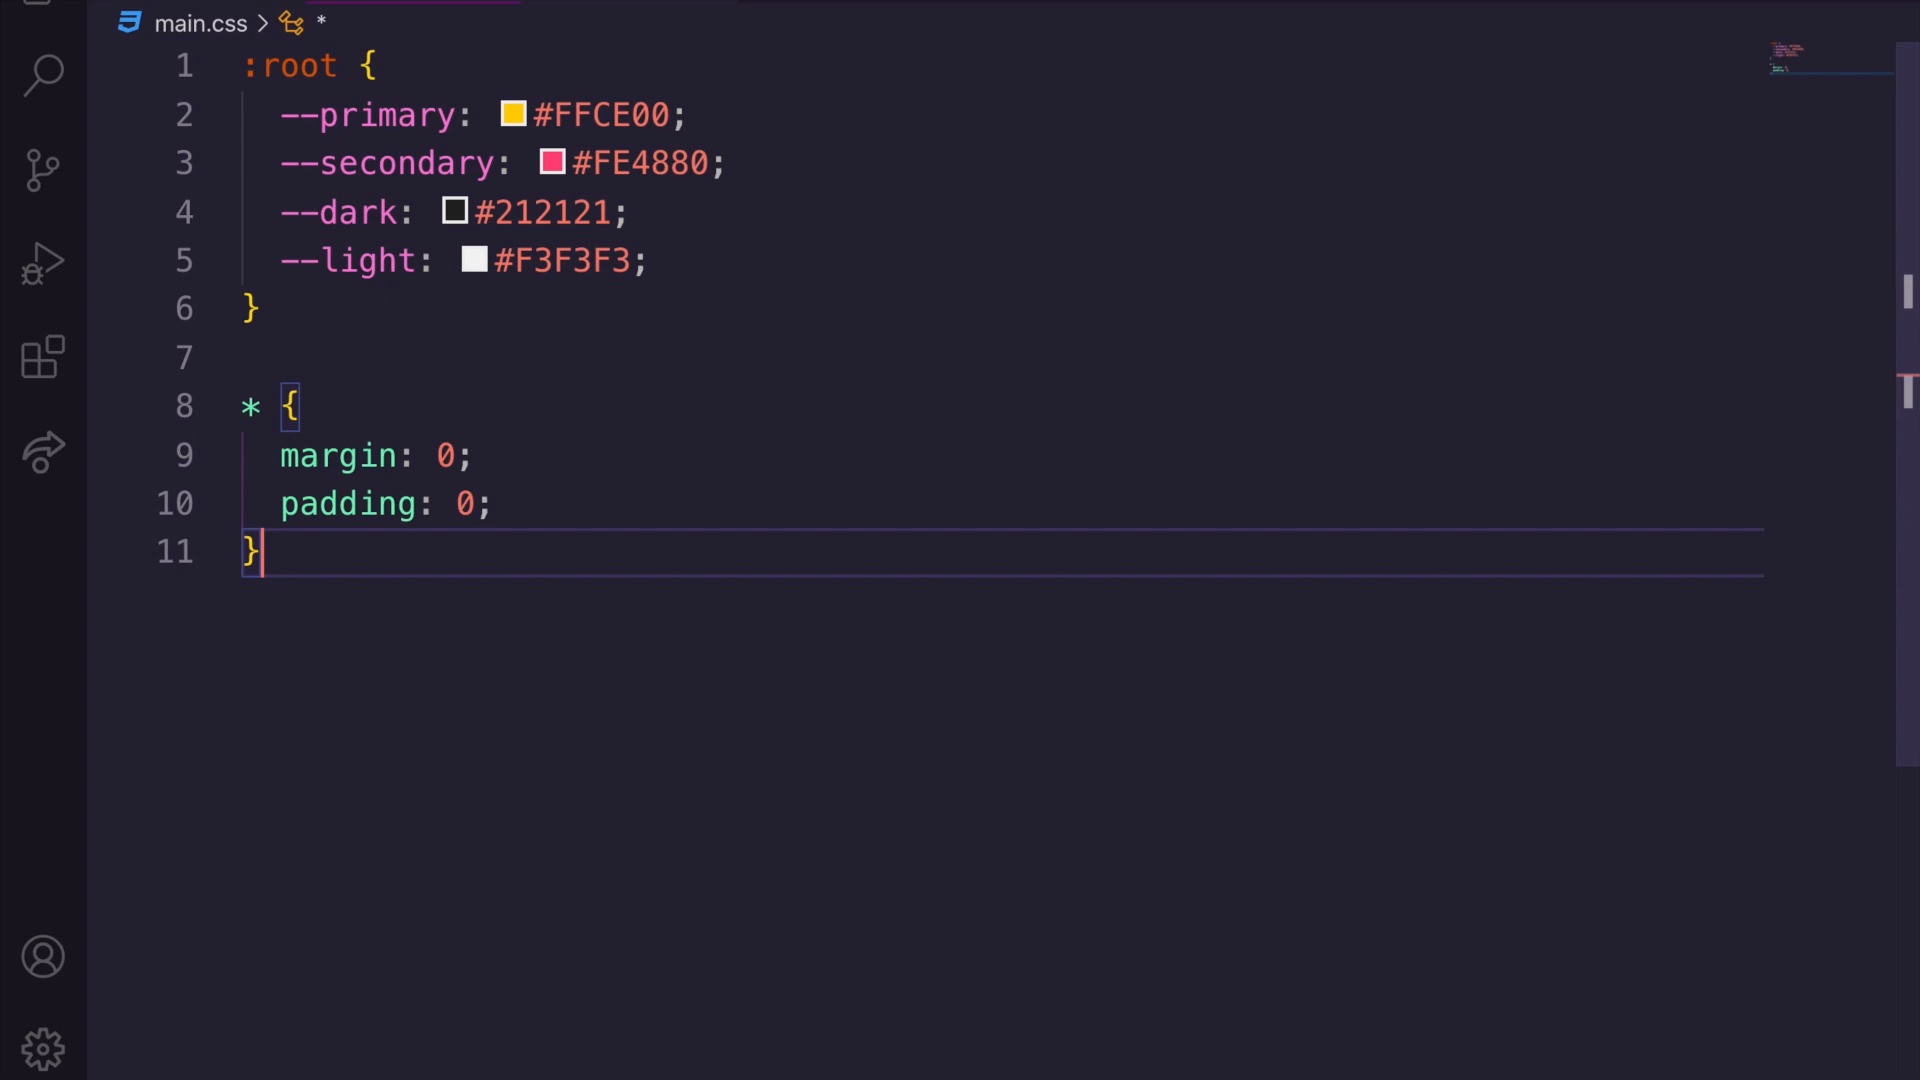 main.css > *
1 :root {
2 --primary: #FFCE00;
3 --secondary: #FE4880;
4 --dark: #212121;
5 --light: #F3F3F3;
6 }
7
8 * {
9 margin: 0;
10 padding: 0;
11 }